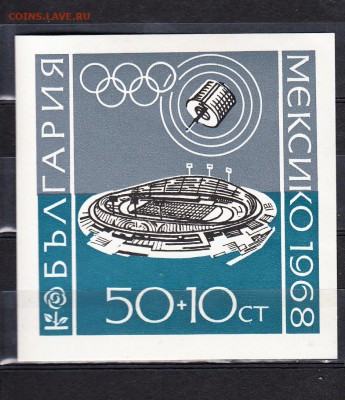 COINS.LAVE.RU
БЪЛГАРИЯ
МЕКСИКО 1968
50+10 СТ